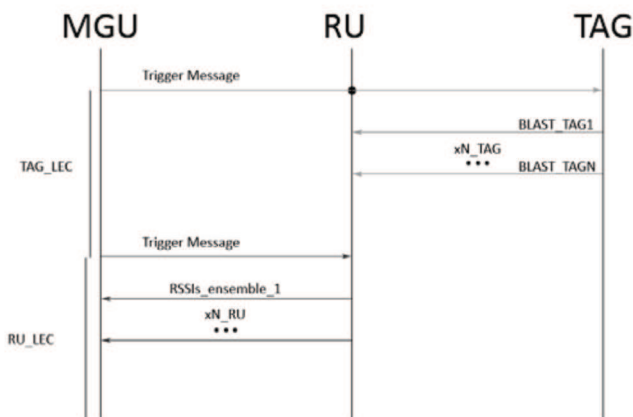 MGU RU TAG
Trigger Message
BLAST_TAG1
xN_TAG
•••
TAG_LEC
BLAST_TAGN
Trigger Message
RSSIs_ensemble_1
xN_RU
•••
RU_LEC